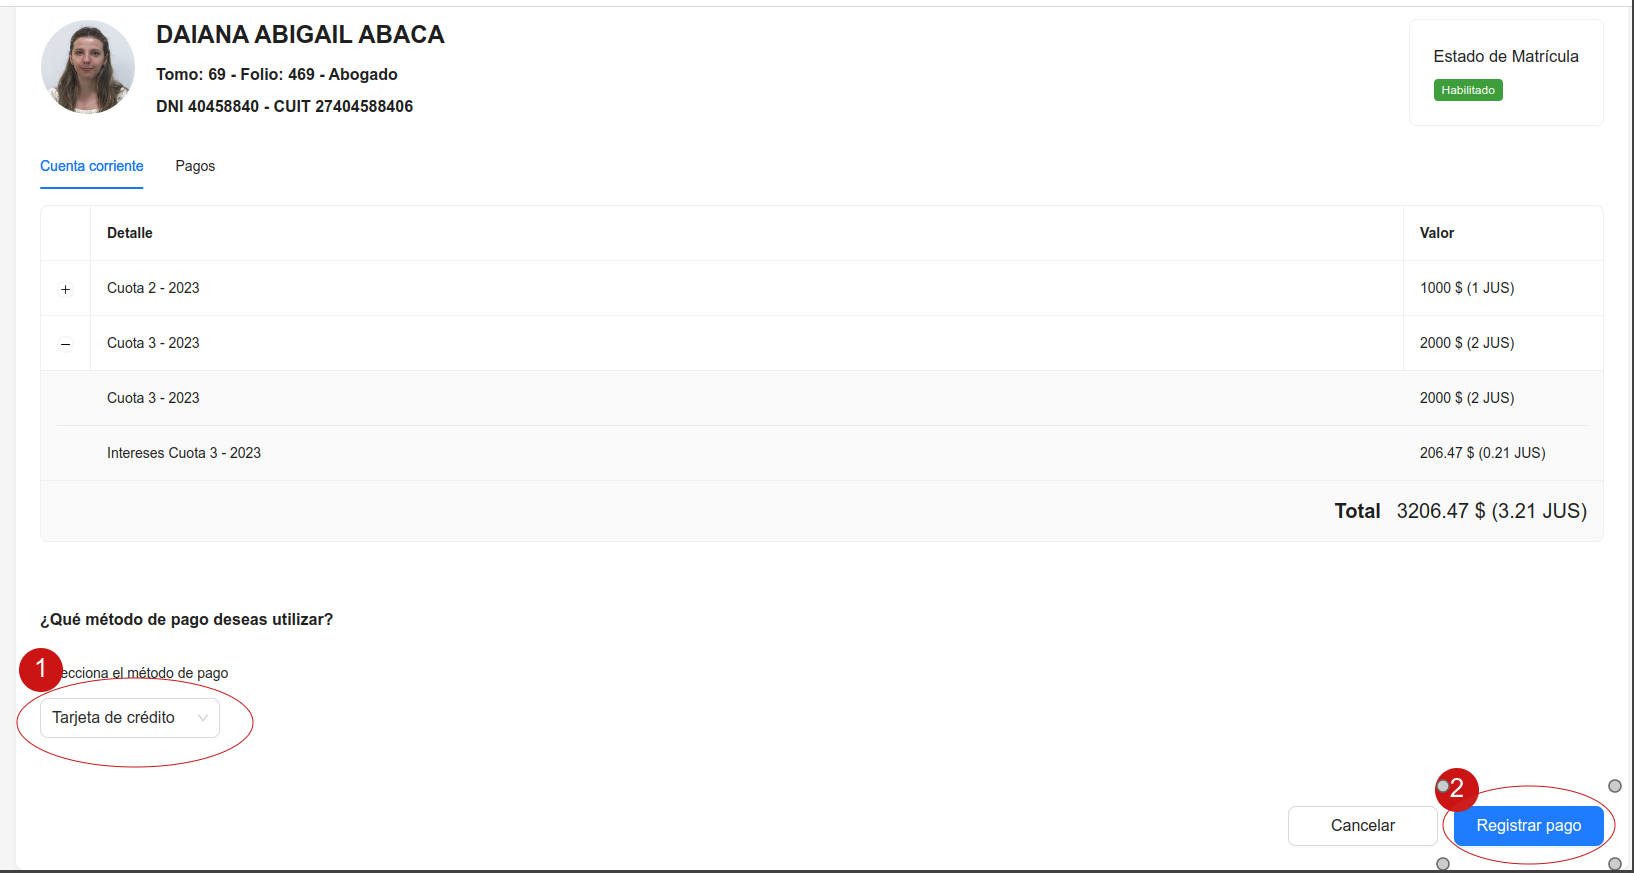 DAIANA ABIGAIL ABACA
Tomo: 69 - Folio: 469 - Abogado
DNI 40458840 - CUIT 27404588406
Estado de Matrícula
Habilitado
Cuenta corriente Pagos
Detalle Valor
+ Cuota 2 - 2023 1000 $ (1 JUS)
− Cuota 3 - 2023 2000 $ (2 JUS)
Cuota 3 - 2023 2000 $ (2 JUS)
Intereses Cuota 3 - 2023 206.47 $ (0.21 JUS)
Total 3206.47 $ (3.21 JUS)
¿Qué método de pago deseas utilizar?
1 ecciona el método de pago
Tarjeta de crédito
2
Cancelar Registrar pago